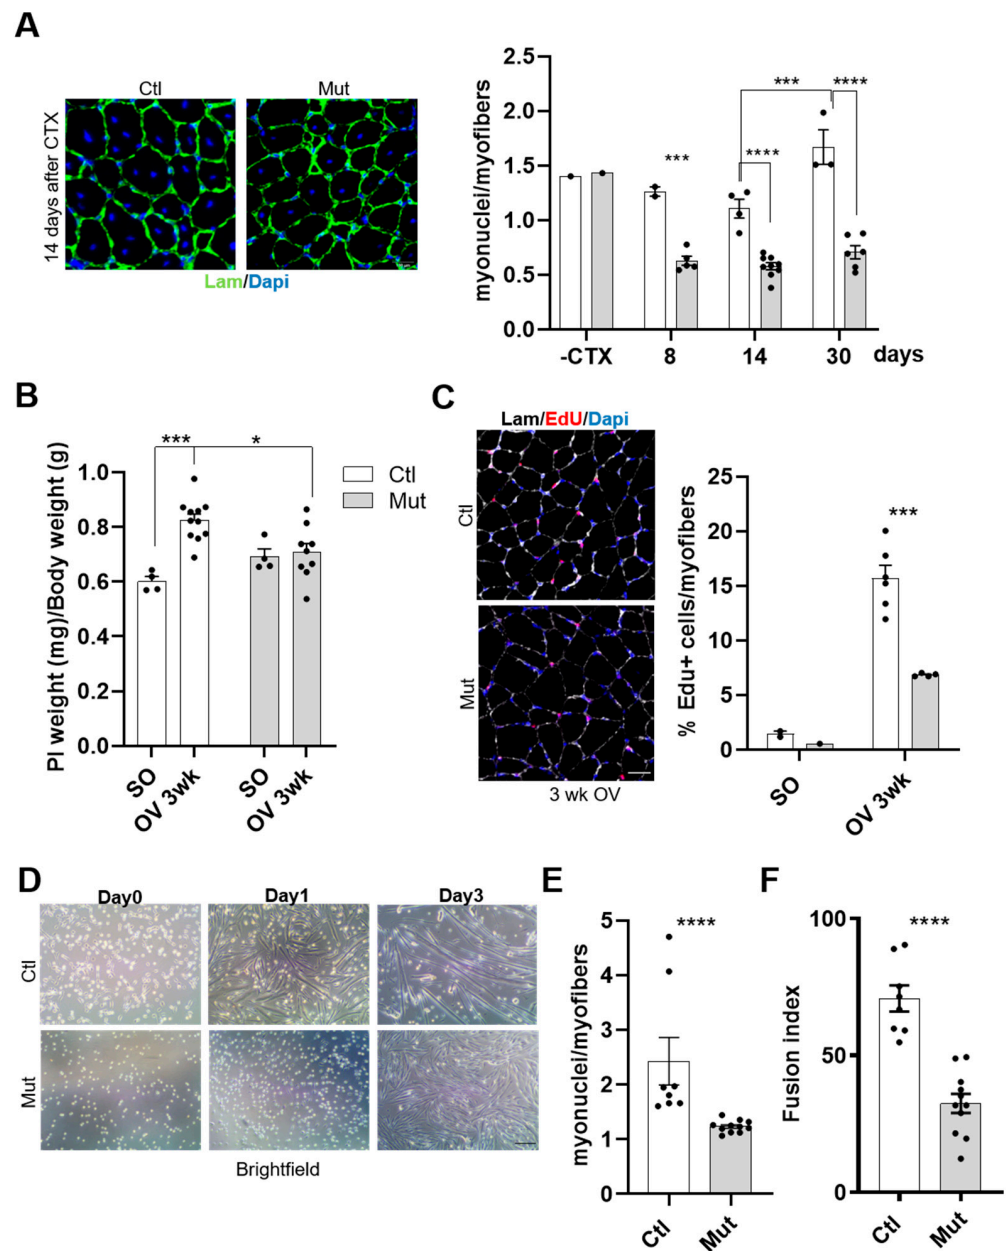 A
Ctl Mut
14 days after CTX
Lam/Dapi
myonuclei/myofibers
2.5
2.0
1.5
1.0
0.5
0.0
*** ****
***
****
-CTX 8 14 30 days
B
PI weight (mg)/Body weight (g)
1.0
0.8
0.6
0.4
0.2
0.0
*** *
SO
OV 3wk
SO
OV 3wk
Ctl
Mut
C
Lam/EdU/Dapi
Ctl
Mut
3 wk OV
% Edu+ cells/myofibers
25
20
15
10
5
0
***
SO
OV 3wk
D
Day0 Day1 Day3
Ctl
Mut
Brightfield
E
myonuclei/myofibers
5
4
3
2
1
0
****
Ctl
Mut
F
Fusion index
100
50
0
****
Ctl
Mut